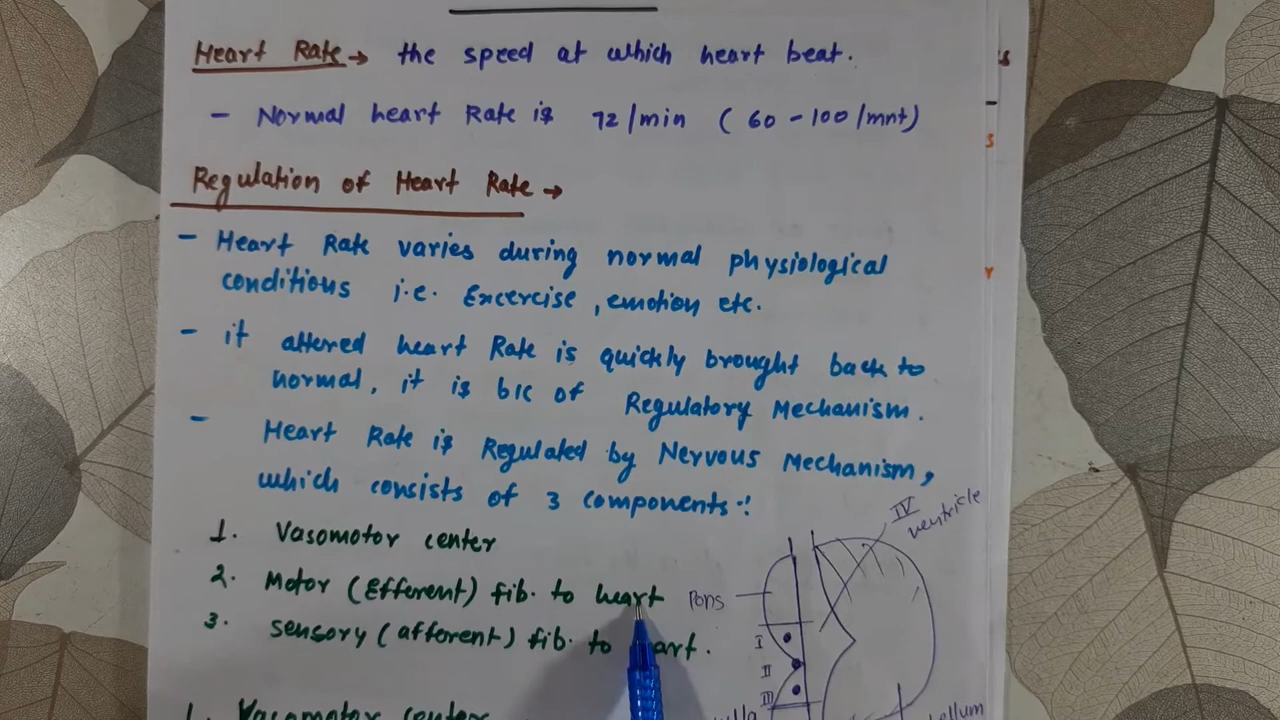 Heart Rate → the speed at which heart beat.
- Normal heart Rate is 72/min ( 60 - 100/mnt)
Regulation of Heart Rate →
- Heart Rate varies during normal physiological
conditions i.e. Excercise, emotion etc.
- if altered heart Rate is quickly brought back to
normal, it is b/c of Regulatory Mechanism.
- Heart Rate is Regulated by Nervous Mechanism,
which consists of 3 components :
IV
ventricle
1. Vasomotor center
2. Motor (Efferent) fib. to heart
Pons
3. sensory (afferent) fib. to
I
II
III
1. Vasomotor center